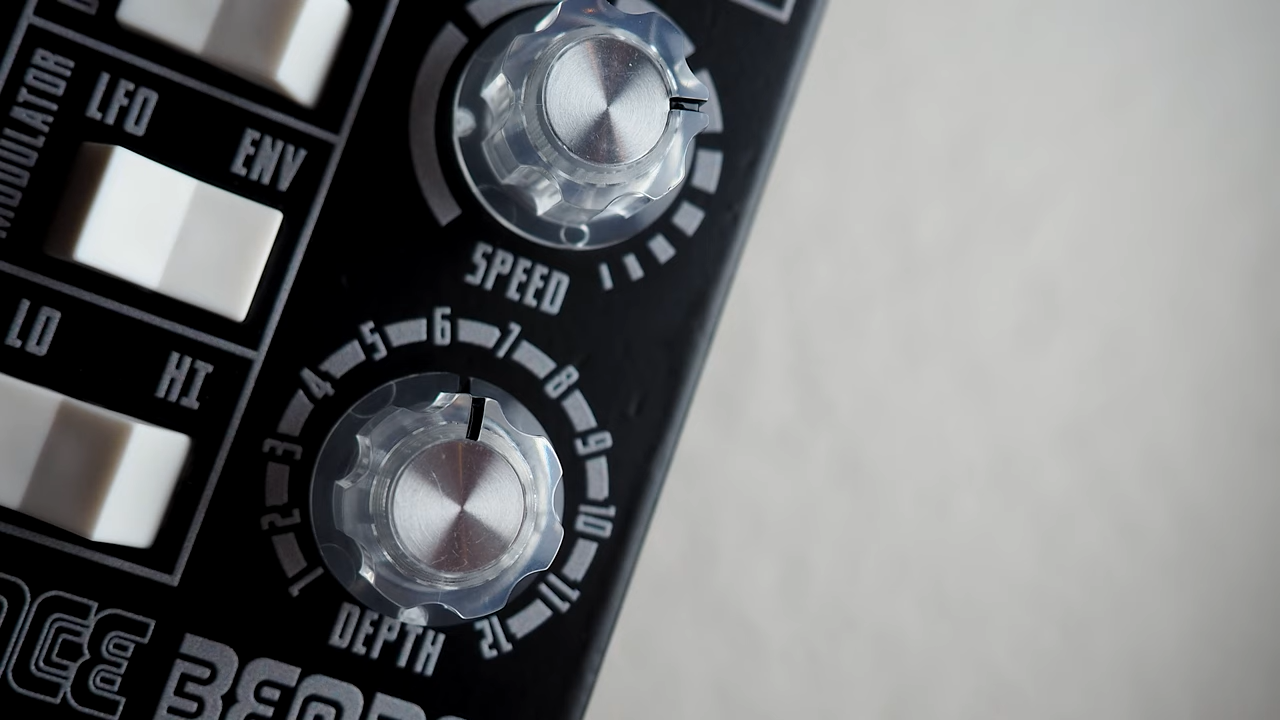 MODULATOR
LFO ENV
LO HI
SPEED
1 2 3 4 5 6 7 8 9 10 11 12
DEPTH